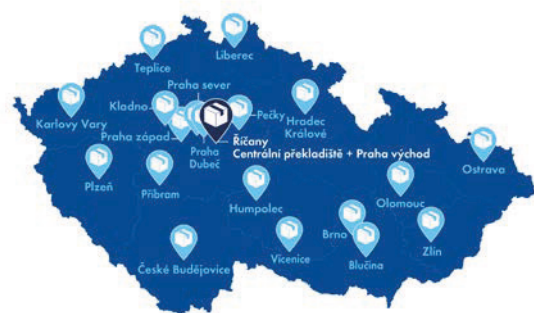 Liberec
Teplice
Praha sever
Kladno
Pečky
Hradec
Králové
Karlovy Vary
Praha západ
Praha
Dubeč
Říčany
Centrální překladiště + Praha východ
Ostrava
Plzeň
Příbram
Humpolec
Olomouc
Brno
Zlín
Vícenice
Blučina
České Budějovice